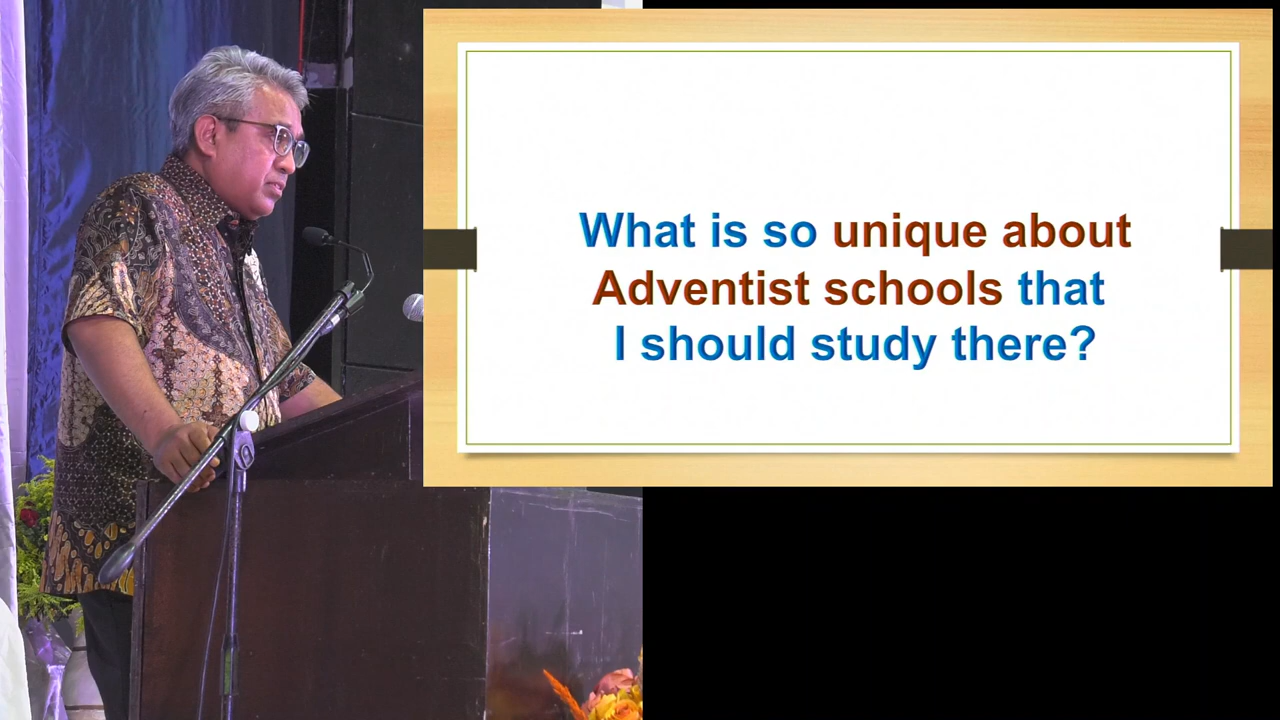 What is so unique about
Adventist schools that
I should study there?